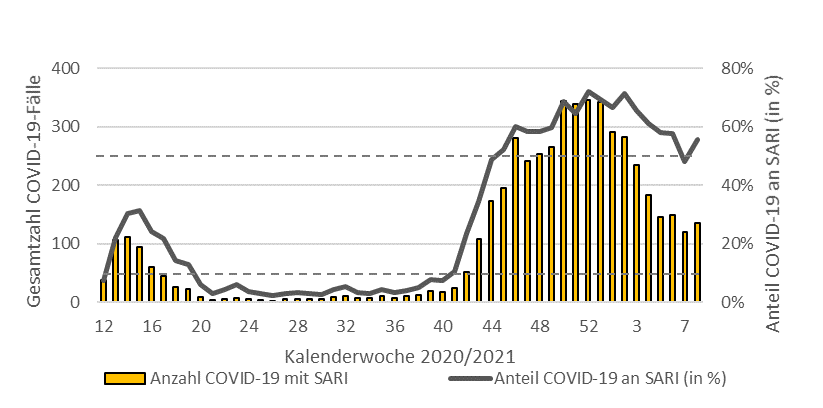 400
300
200
100
0
80%
60%
40%
20%
0%
Gesamtzahl COVID-19-Fälle
Anteil COVID-19 an SARI (in %)
12 16 20 24 28 32 36 40 44 48 52 3 7
Kalenderwoche 2020/2021
Anzahl COVID-19 mit SARI
Anteil COVID-19 an SARI (in %)